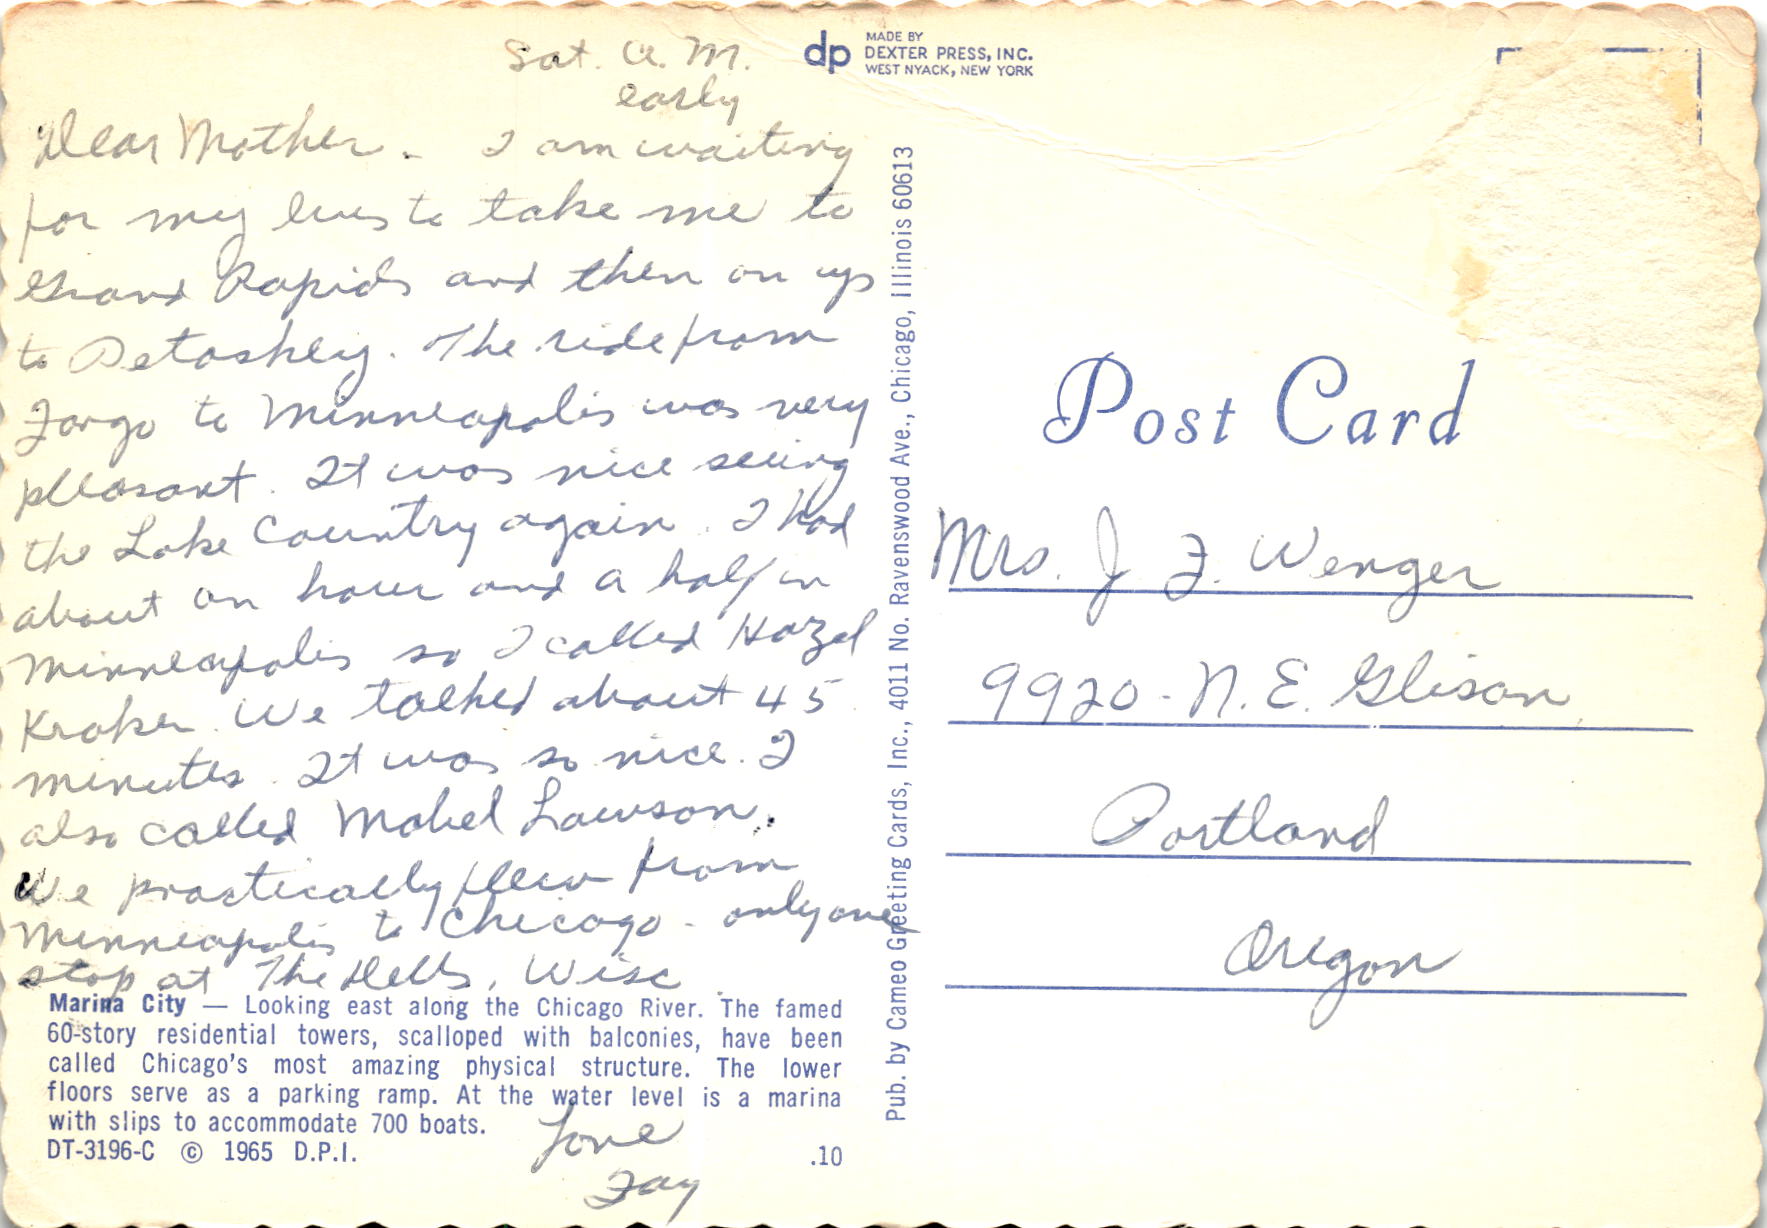 Sat. A.M.
early
Dear Mother - I am waiting
for my bus to take me to
Grand Rapids and then on up
to Petoskey. The ride from
Fargo to Minneapolis was very
pleasant. It was nice seeing
the Lake Country again. I had
about an hour and a half in
Minneapolis so I called Hazel
Kroker. We talked about 45
minutes. It was so nice. I
also called Mabel Lawson.
We practically flew from
Minneapolis to Chicago - only one
stop at The Dells, Wisc
Marina City — Looking east along the Chicago River. The famed
60-story residential towers, scalloped with balconies, have been
called Chicago's most amazing physical structure. The lower
floors serve as a parking ramp. At the water level is a marina
with slips to accommodate 700 boats.
DT-3196-C © 1965 D.P.I.
.10
Love
Fay
dp
MADE BY
DEXTER PRESS, INC.
WEST NYACK, NEW YORK
Pub. by Cameo Greeting Cards, Inc., 4011 No. Ravenswood Ave., Chicago, Illinois 60613
Post Card
Mrs. J. F. Wenger
9920 - N. E. Glisan
Portland
Oregon